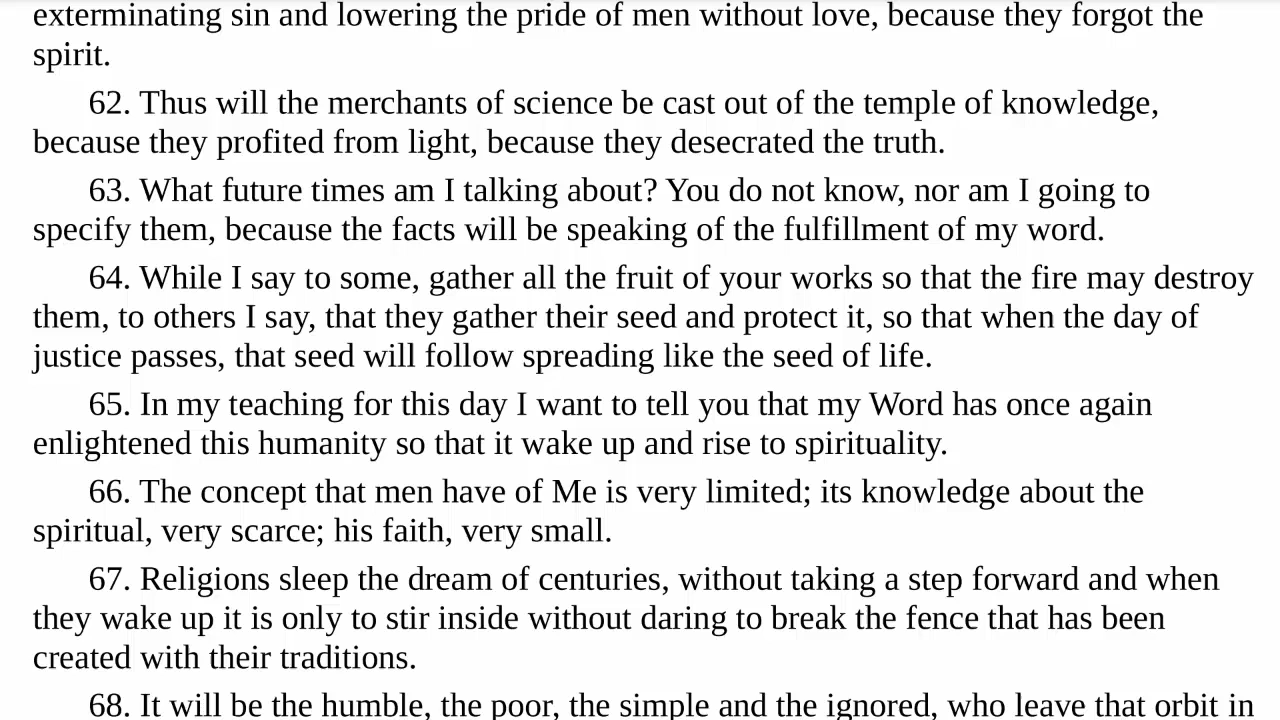 exterminating sin and lowering the pride of men without love, because they forgot the
spirit.
62. Thus will the merchants of science be cast out of the temple of knowledge,
because they profited from light, because they desecrated the truth.
63. What future times am I talking about? You do not know, nor am I going to
specify them, because the facts will be speaking of the fulfillment of my word.
64. While I say to some, gather all the fruit of your works so that the fire may destroy
them, to others I say, that they gather their seed and protect it, so that when the day of
justice passes, that seed will follow spreading like the seed of life.
65. In my teaching for this day I want to tell you that my Word has once again
enlightened this humanity so that it wake up and rise to spirituality.
66. The concept that men have of Me is very limited; its knowledge about the
spiritual, very scarce; his faith, very small.
67. Religions sleep the dream of centuries, without taking a step forward and when
they wake up it is only to stir inside without daring to break the fence that has been
created with their traditions.
68. It will be the humble, the poor, the simple and the ignored, who leave that orbit in